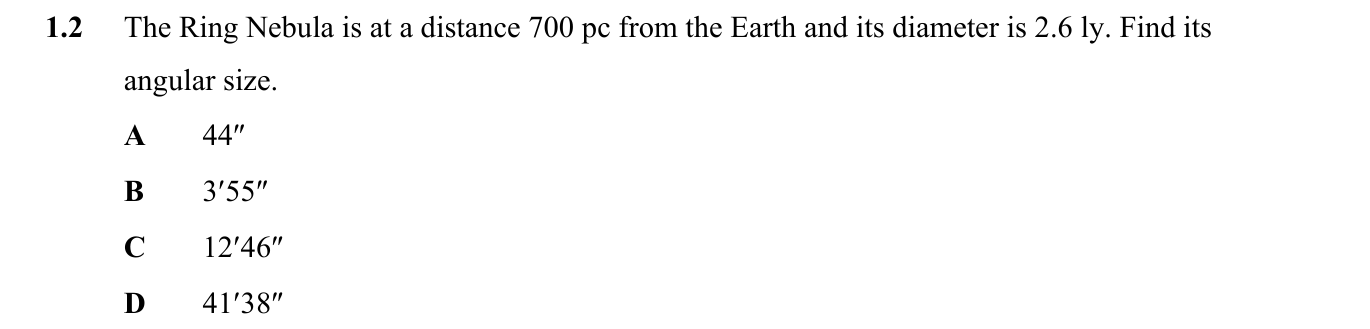 1.2 The Ring Nebula is at a distance 700 pc from the Earth and its diameter is 2.6 ly. Find its
angular size.
A 44″
B 3′55″
C 12′46″
D 41′38″